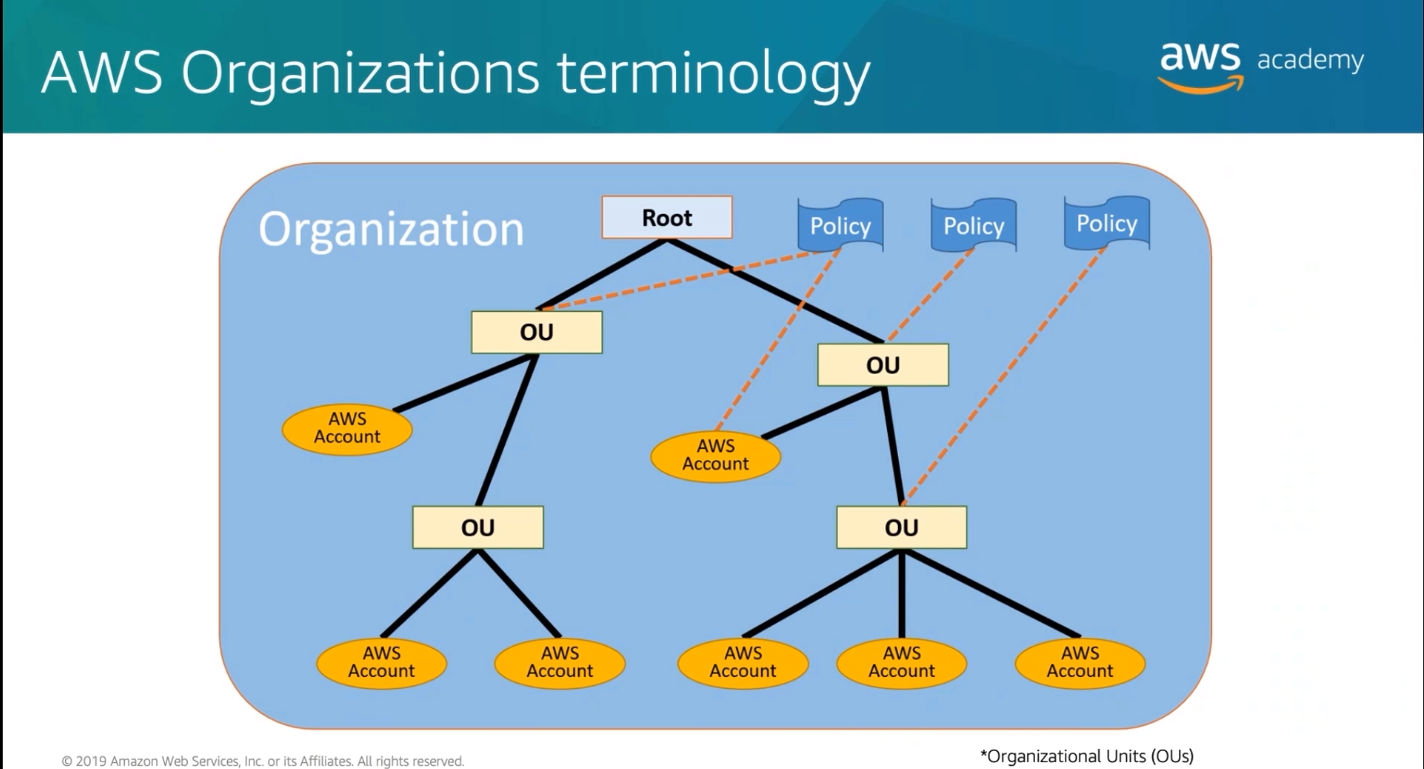 AWS Organizations terminology
aws academy
Organization
Root
Policy
Policy
Policy
OU
OU
AWS
Account
AWS
Account
OU
OU
AWS
Account
AWS
Account
AWS
Account
AWS
Account
AWS
Account
© 2019 Amazon Web Services, Inc. or its Affiliates. All rights reserved.
*Organizational Units (OUs)